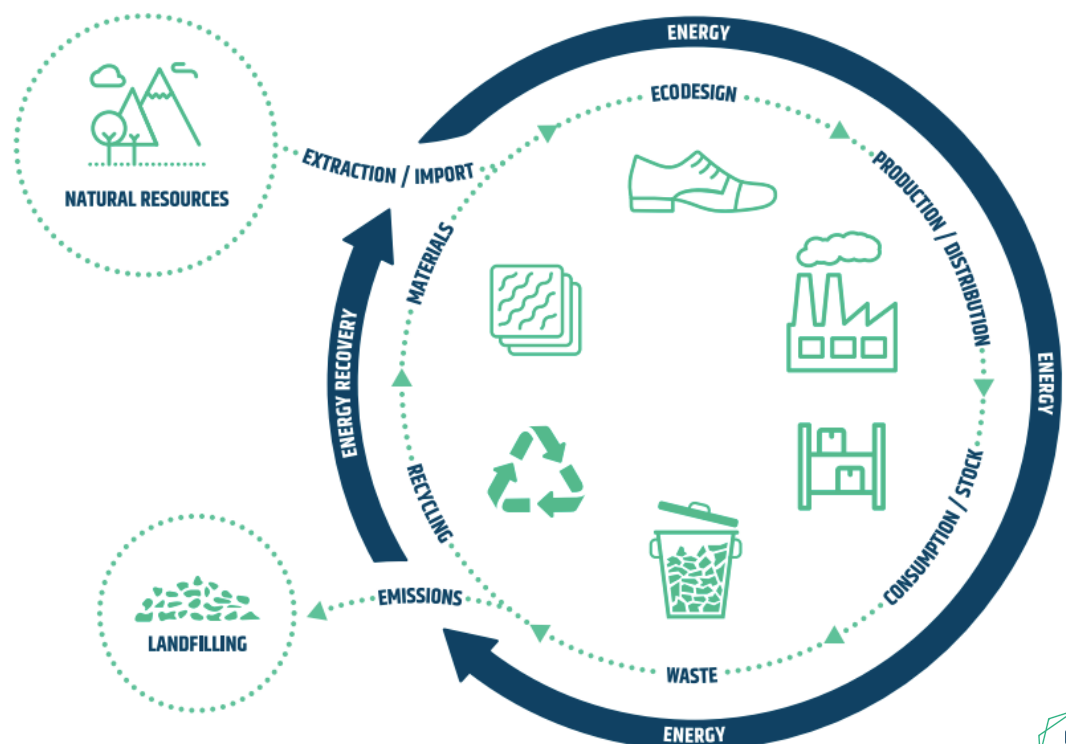 ENERGY
ECODESIGN
NATURAL RESOURCES
EXTRACTION / IMPORT
PRODUCTION / DISTRIBUTION
MATERIALS
ENERGY RECOVERY
ENERGY
RECYCLING
CONSUMPTION / STOCK
EMISSIONS
LANDFILLING
WASTE
ENERGY